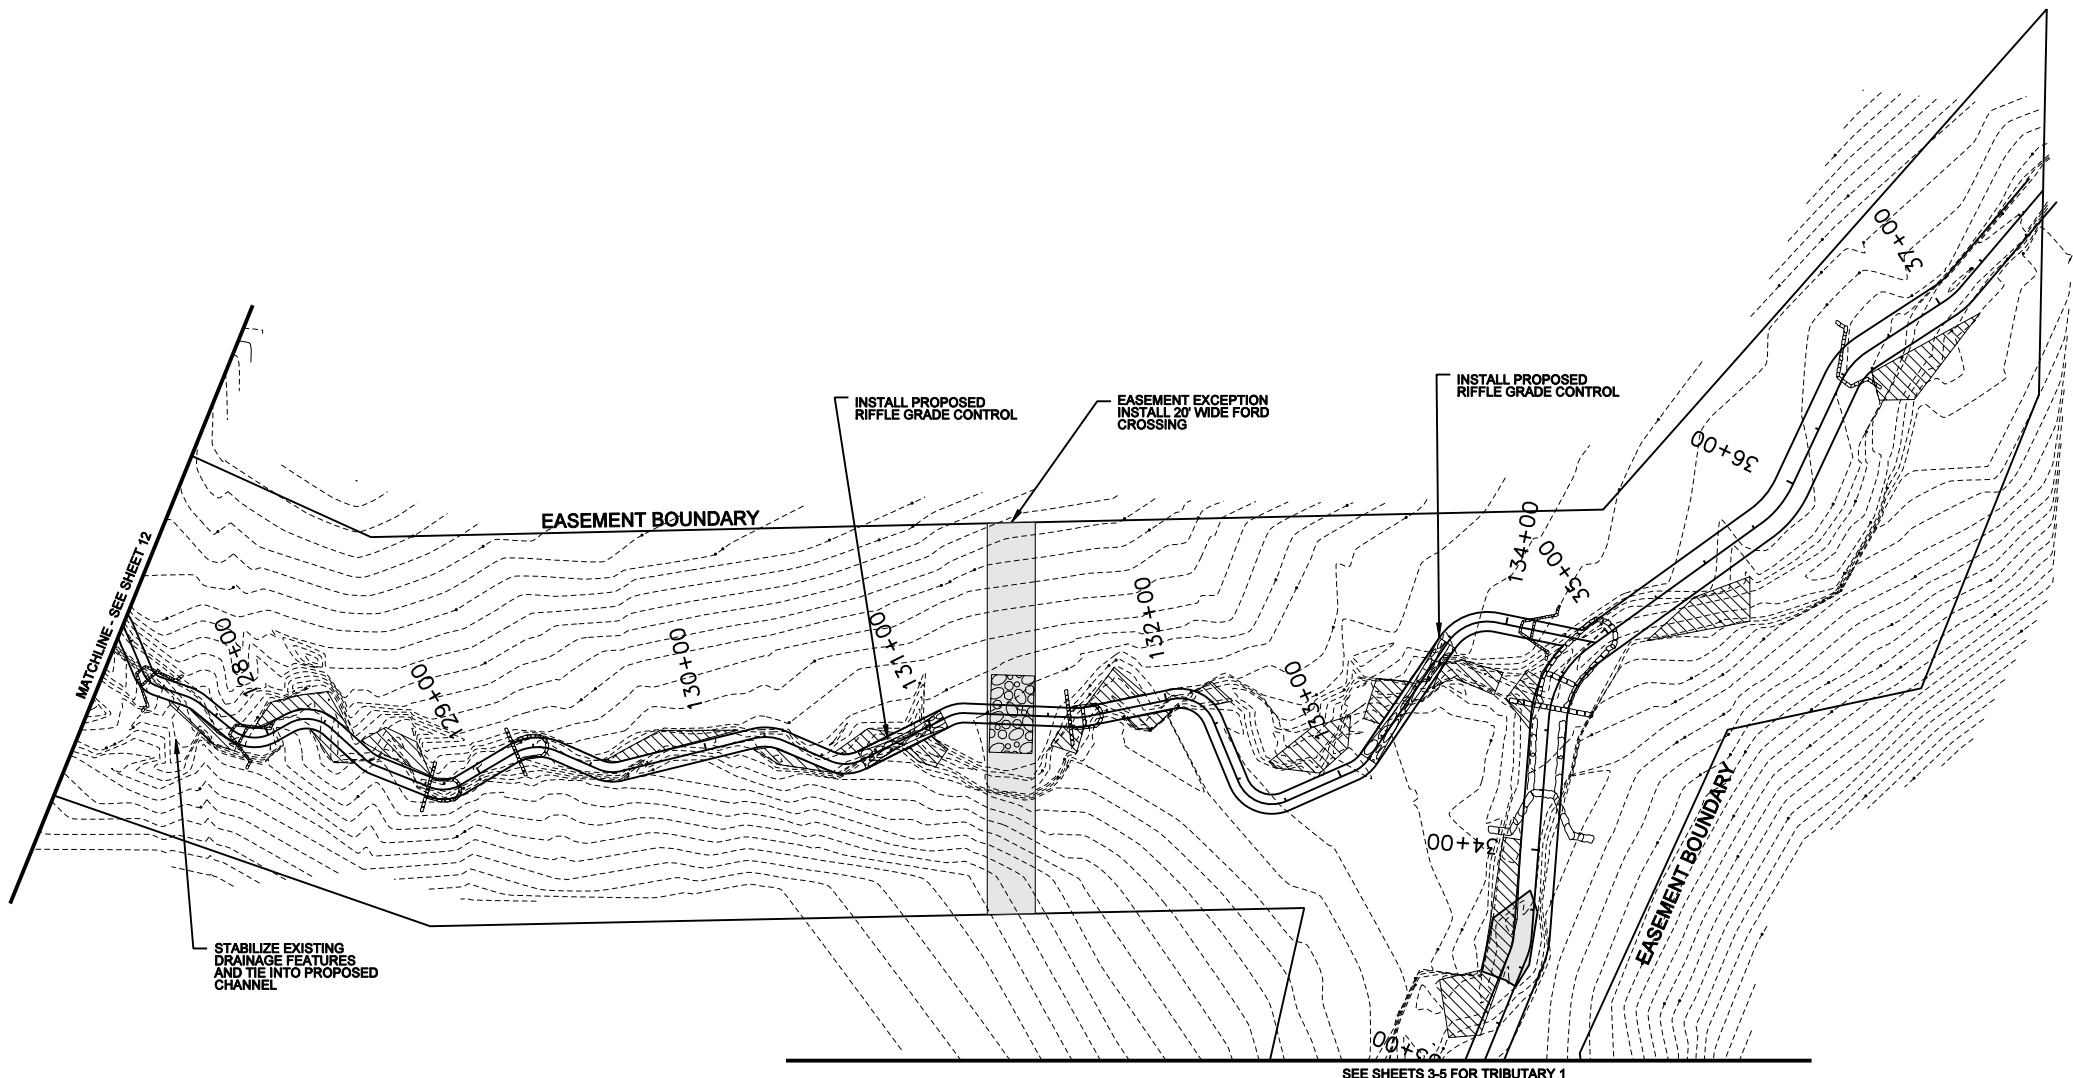 37+00
INSTALL PROPOSED
RIFFLE GRADE CONTROL
INSTALL PROPOSED
RIFFLE GRADE CONTROL
EASEMENT EXCEPTION
INSTALL 20' WIDE FORD
CROSSING
36+00
EASEMENT BOUNDARY
134+00
35+00
MATCHLINE - SEE SHEET 12
128+00
129+00
130+00
131+00
132+00
133+00
34+00
EASEMENT BOUNDARY
STABILIZE EXISTING
DRAINAGE FEATURES
AND TIE INTO PROPOSED
CHANNEL
SEE SHEETS 3-5 FOR TRIBUTARY 1